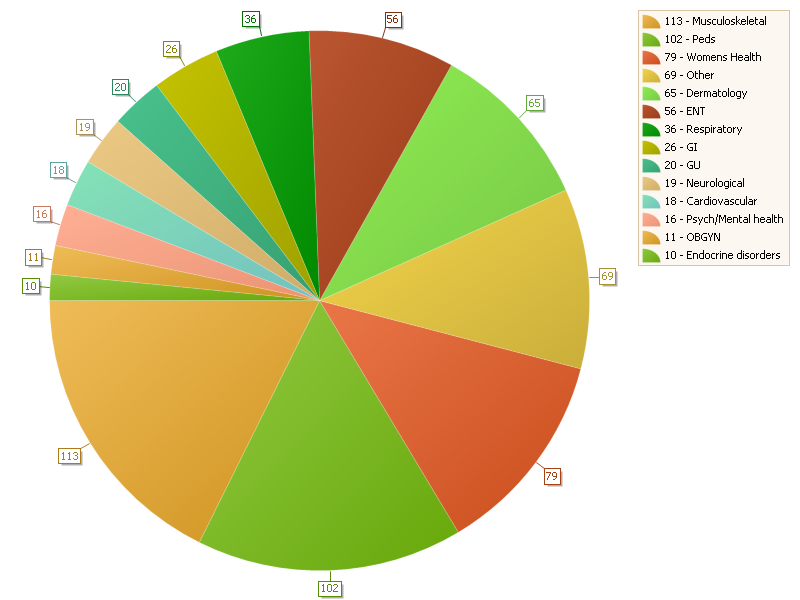 36
56
26
20
65
19
18
16
69
11
10
113
79
102
113 - Musculoskeletal
102 - Peds
79 - Womens Health
69 - Other
65 - Dermatology
56 - ENT
36 - Respiratory
26 - GI
20 - GU
19 - Neurological
18 - Cardiovascular
16 - Psych/Mental health
11 - OBGYN
10 - Endocrine disorders